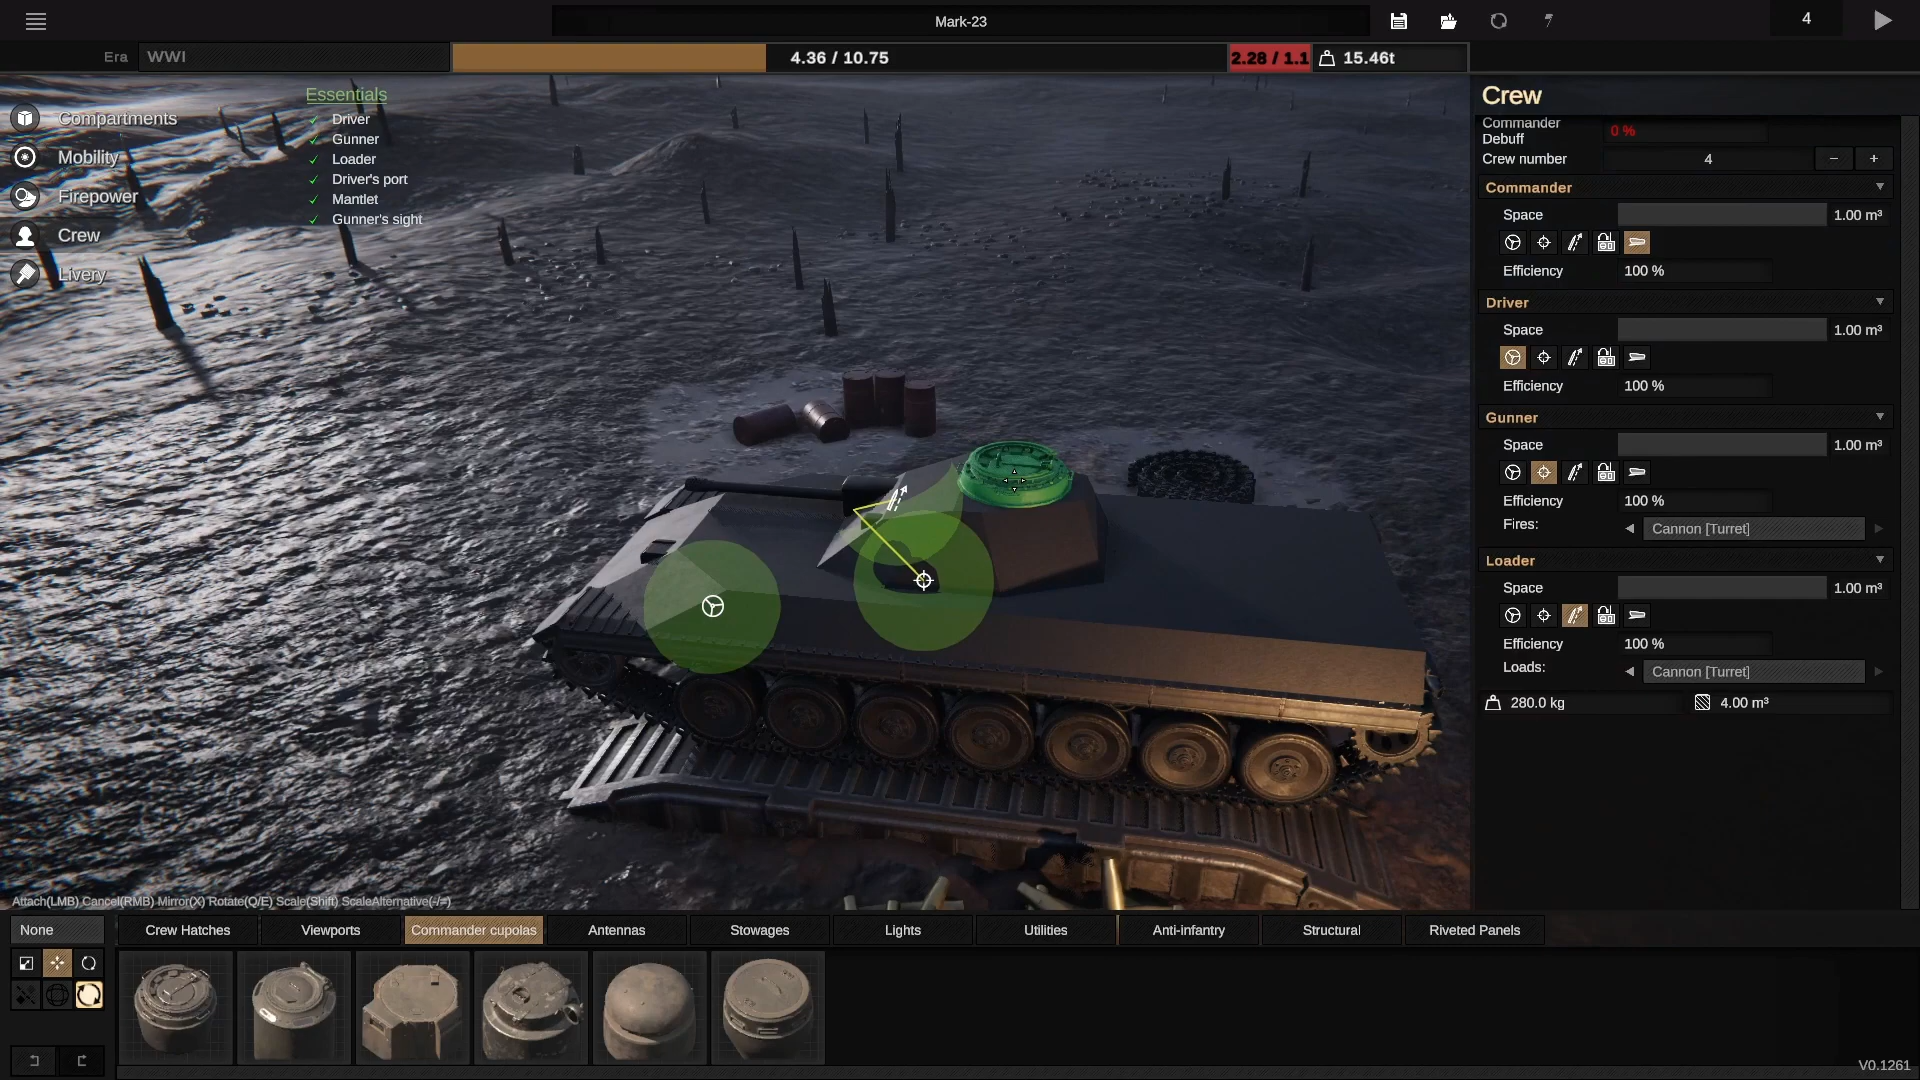 Mark-23
4
Era
WWI
4.36 / 10.75
2.28 / 1.1
15.46t
Compartments
Mobility
Firepower
Crew
Livery
Essentials
Driver
Gunner
Loader
Driver's port
Mantlet
Gunner's sight
Crew
Commander
Debuff
0 %
Crew number
4
− +
Commander
Space
1.00 m³
Efficiency
100 %
Driver
Space
1.00 m³
Efficiency
100 %
Gunner
Space
1.00 m³
Efficiency
100 %
Fires:
Cannon [Turret]
Loader
Space
1.00 m³
Efficiency
100 %
Loads:
Cannon [Turret]
280.0 kg
4.00 m³
Attach(LMB) Cancel(RMB) Mirror(X) Rotate(Q/E) Scale(Shift) ScaleAlternative(-/=)
None
Crew Hatches
Viewports
Commander cupolas
Antennas
Stowages
Lights
Utilities
Anti-infantry
Structural
Riveted Panels
V0.1261